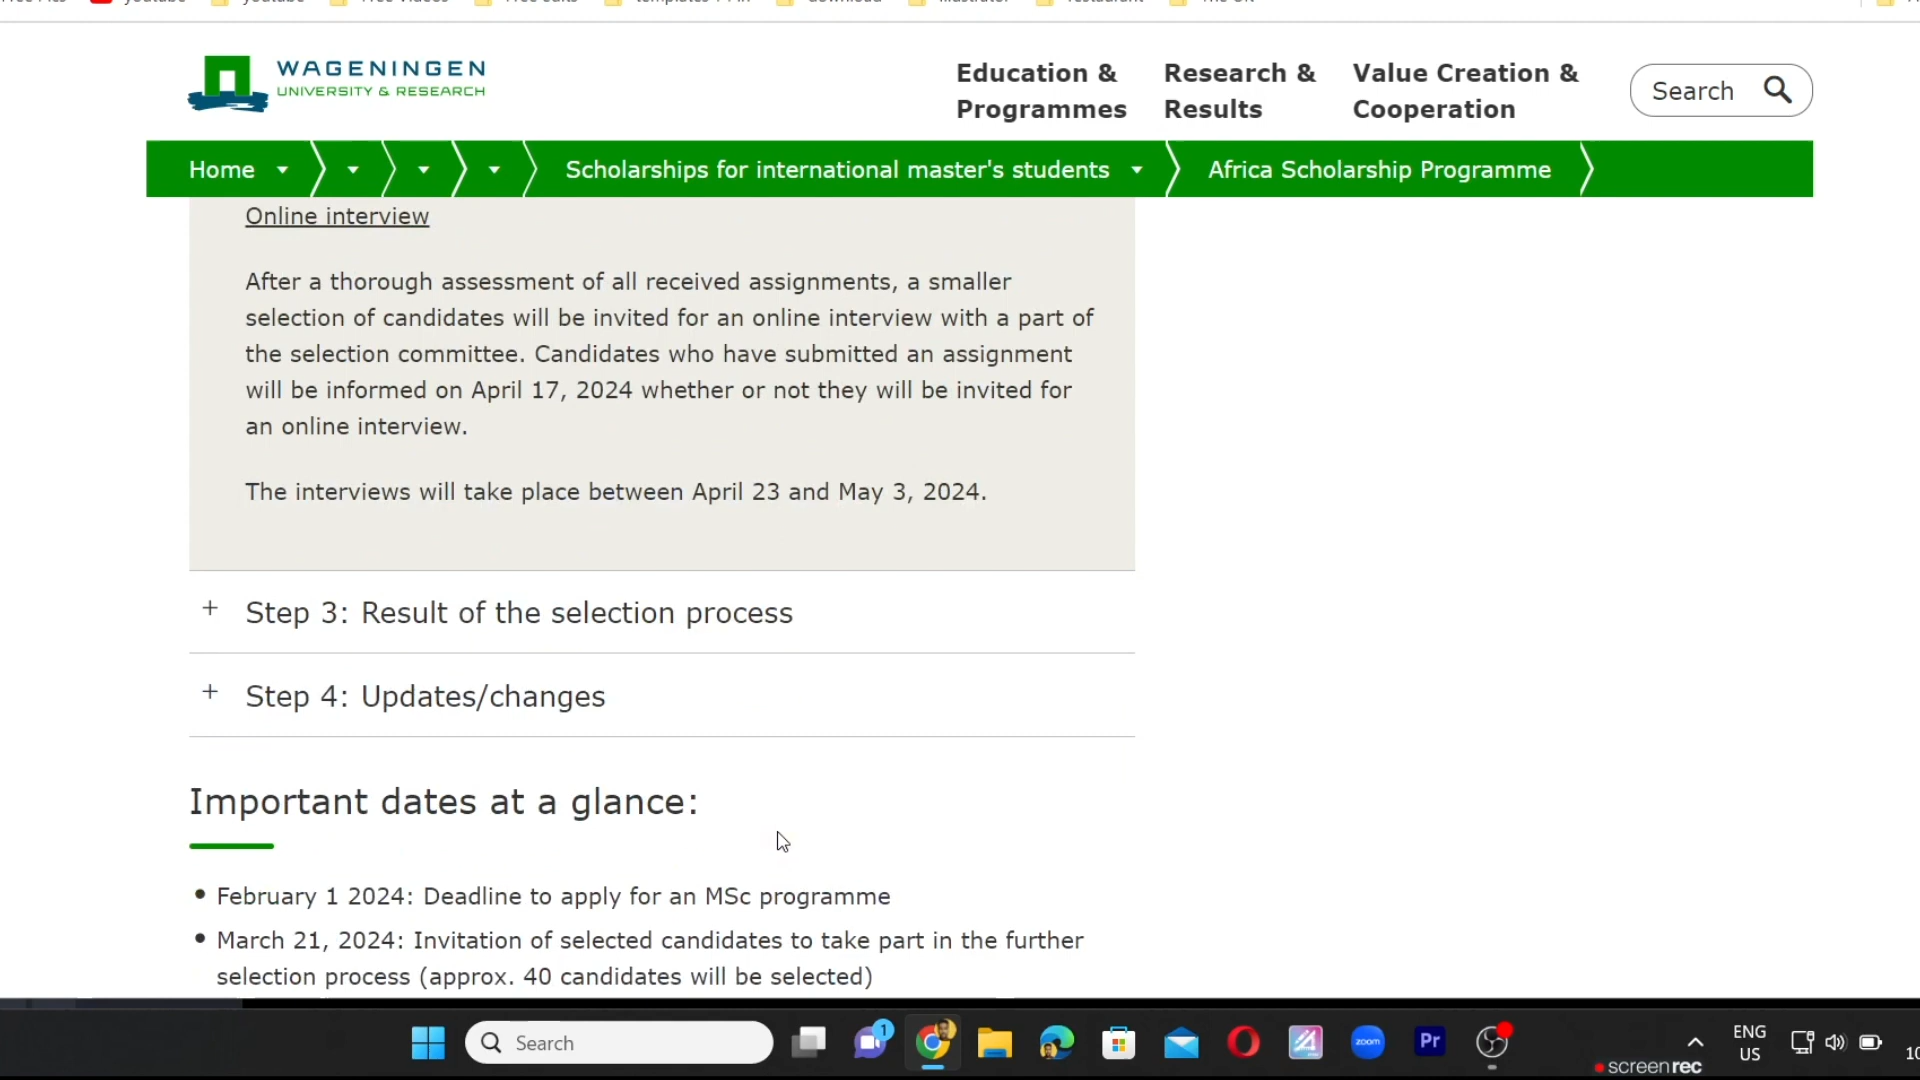 WAGENINGEN
UNIVERSITY & RESEARCH
Education &
Programmes
Research &
Results
Value Creation &
Cooperation
Search
Home
Scholarships for international master's students
Africa Scholarship Programme
Online interview
After a thorough assessment of all received assignments, a smaller
selection of candidates will be invited for an online interview with a part of
the selection committee. Candidates who have submitted an assignment
will be informed on April 17, 2024 whether or not they will be invited for
an online interview.
The interviews will take place between April 23 and May 3, 2024.
+ Step 3: Result of the selection process
+ Step 4: Updates/changes
Important dates at a glance:
• February 1 2024: Deadline to apply for an MSc programme
• March 21, 2024: Invitation of selected candidates to take part in the further
selection process (approx. 40 candidates will be selected)
Search
1
zoom
Pr
ENG
US
10
screenrec